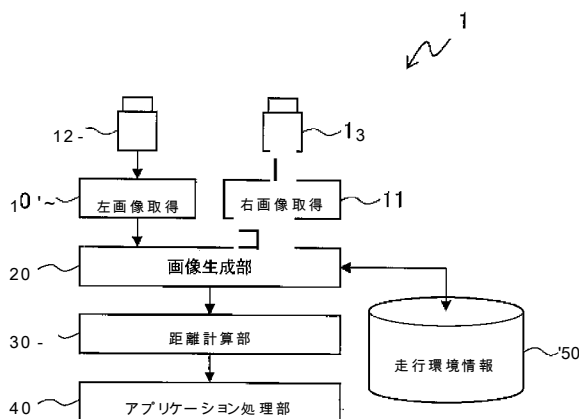 1
12
13
10
左画像取得
右画像取得
11
20
画像生成部
30
距離計算部
走行環境情報
50
40
アプリケーション処理部